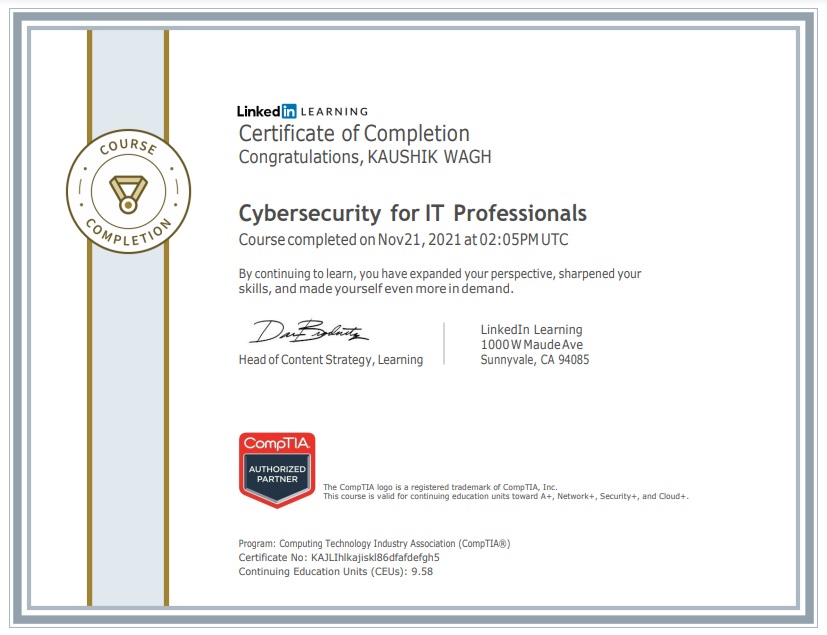 COURSE
COMPLETION
Linked in LEARNING
Certificate of Completion
Congratulations, KAUSHIK WAGH
Cybersecurity for IT Professionals
Course completed on Nov21, 2021 at 02:05PM UTC
By continuing to learn, you have expanded your perspective, sharpened your
skills, and made yourself even more in demand.
Head of Content Strategy, Learning
LinkedIn Learning
1000 W Maude Ave
Sunnyvale, CA 94085
CompTIA.
AUTHORIZED
PARTNER
The CompTIA logo is a registered trademark of CompTIA, Inc.
This course is valid for continuing education units toward A+, Network+, Security+, and Cloud+.
Program: Computing Technology Industry Association (CompTIA®)
Certificate No: KAJLIhlkajiskl86dfafdefgh5
Continuing Education Units (CEUs): 9.58